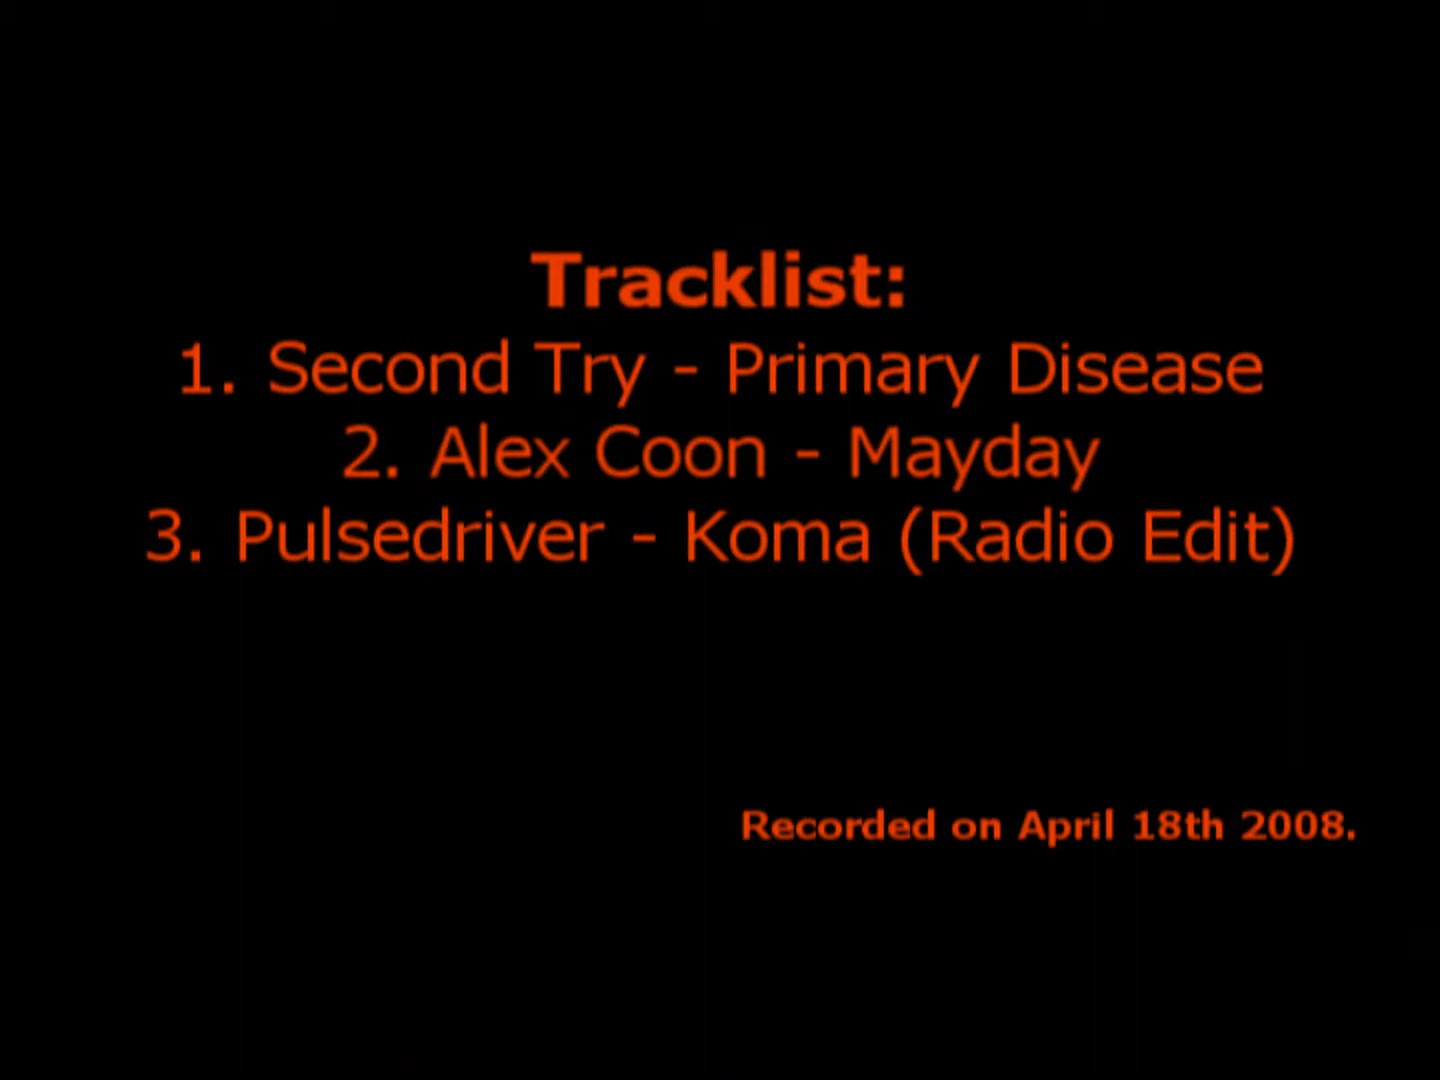 Tracklist:
1. Second Try - Primary Disease
2. Alex Coon - Mayday
3. Pulsedriver - Koma (Radio Edit)
Recorded on April 18th 2008.